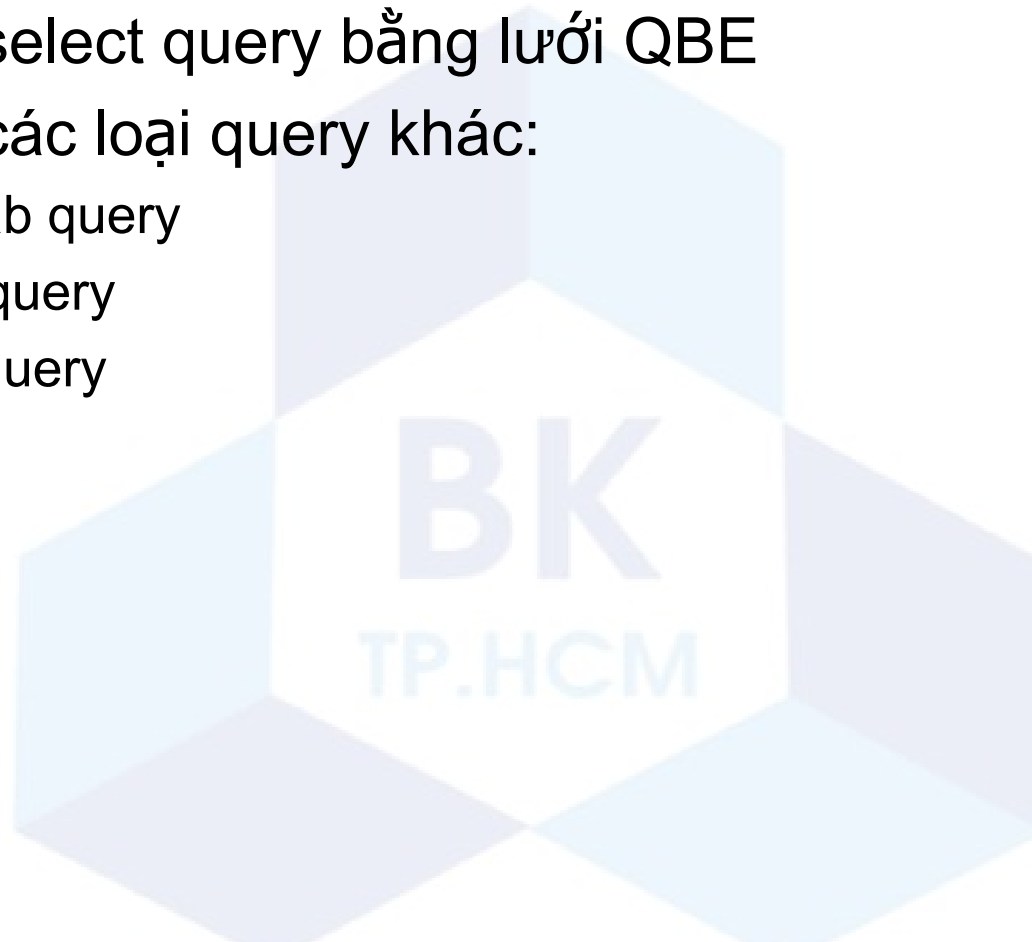 select query bằng lưới QBE
các loại query khác:
b query
query
uery
BK
TP.HCM